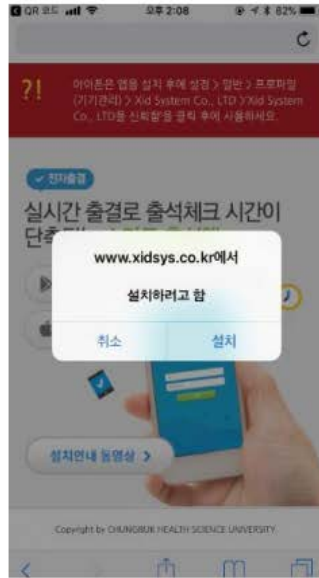 QR 코드
오후 2:08
82%
?!
아이폰은 앱을 설치 후에 설정 > 일반 > 프로파일
(기기관리) > Xid System Co., LTD >'Xid System
Co., LTD를 신뢰함'을 클릭 후에 사용하세요.
전자출결
실시간 출결로 출석체크 시간이
www.xidsys.co.kr에서
설치하려고 함
취소
설치
설치안내 동영상 >
Copyright by CHUNGBUK HEALTH SCIENCE UNIVERSITY.